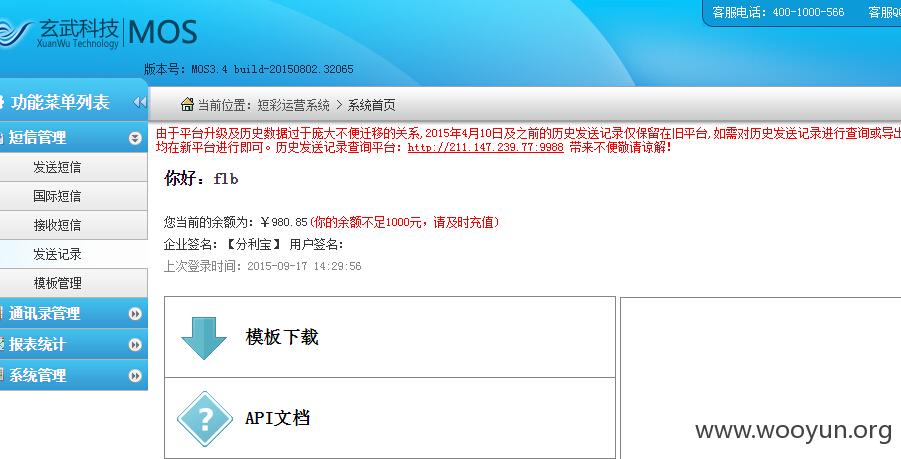 客服电话：400-1000-566 客服QQ
玄武科技 MOS
XuanWu Technology
版本号：MOS3.4 build-20150802.32065
功能菜单列表
当前位置：短彩运营系统 > 系统首页
短信管理
发送短信
国际短信
接收短信
发送记录
模板管理
通讯录管理
报表统计
系统管理
由于平台升级及历史数据过于庞大不便迁移的关系,2015年4月10日及之前的历史发送记录仅保留在旧平台,如需对历史发送记录进行查询或导出
均在新平台进行即可。历史发送记录查询平台：http://211.147.239.77:9988 带来不便敬请谅解!
你好：flb
您当前的余额为：￥980.85(你的余额不足1000元，请及时充值)
企业签名：【分利宝】 用户签名：
上次登录时间：2015-09-17 14:29:56
模板下载
API文档
www.wooyun.org